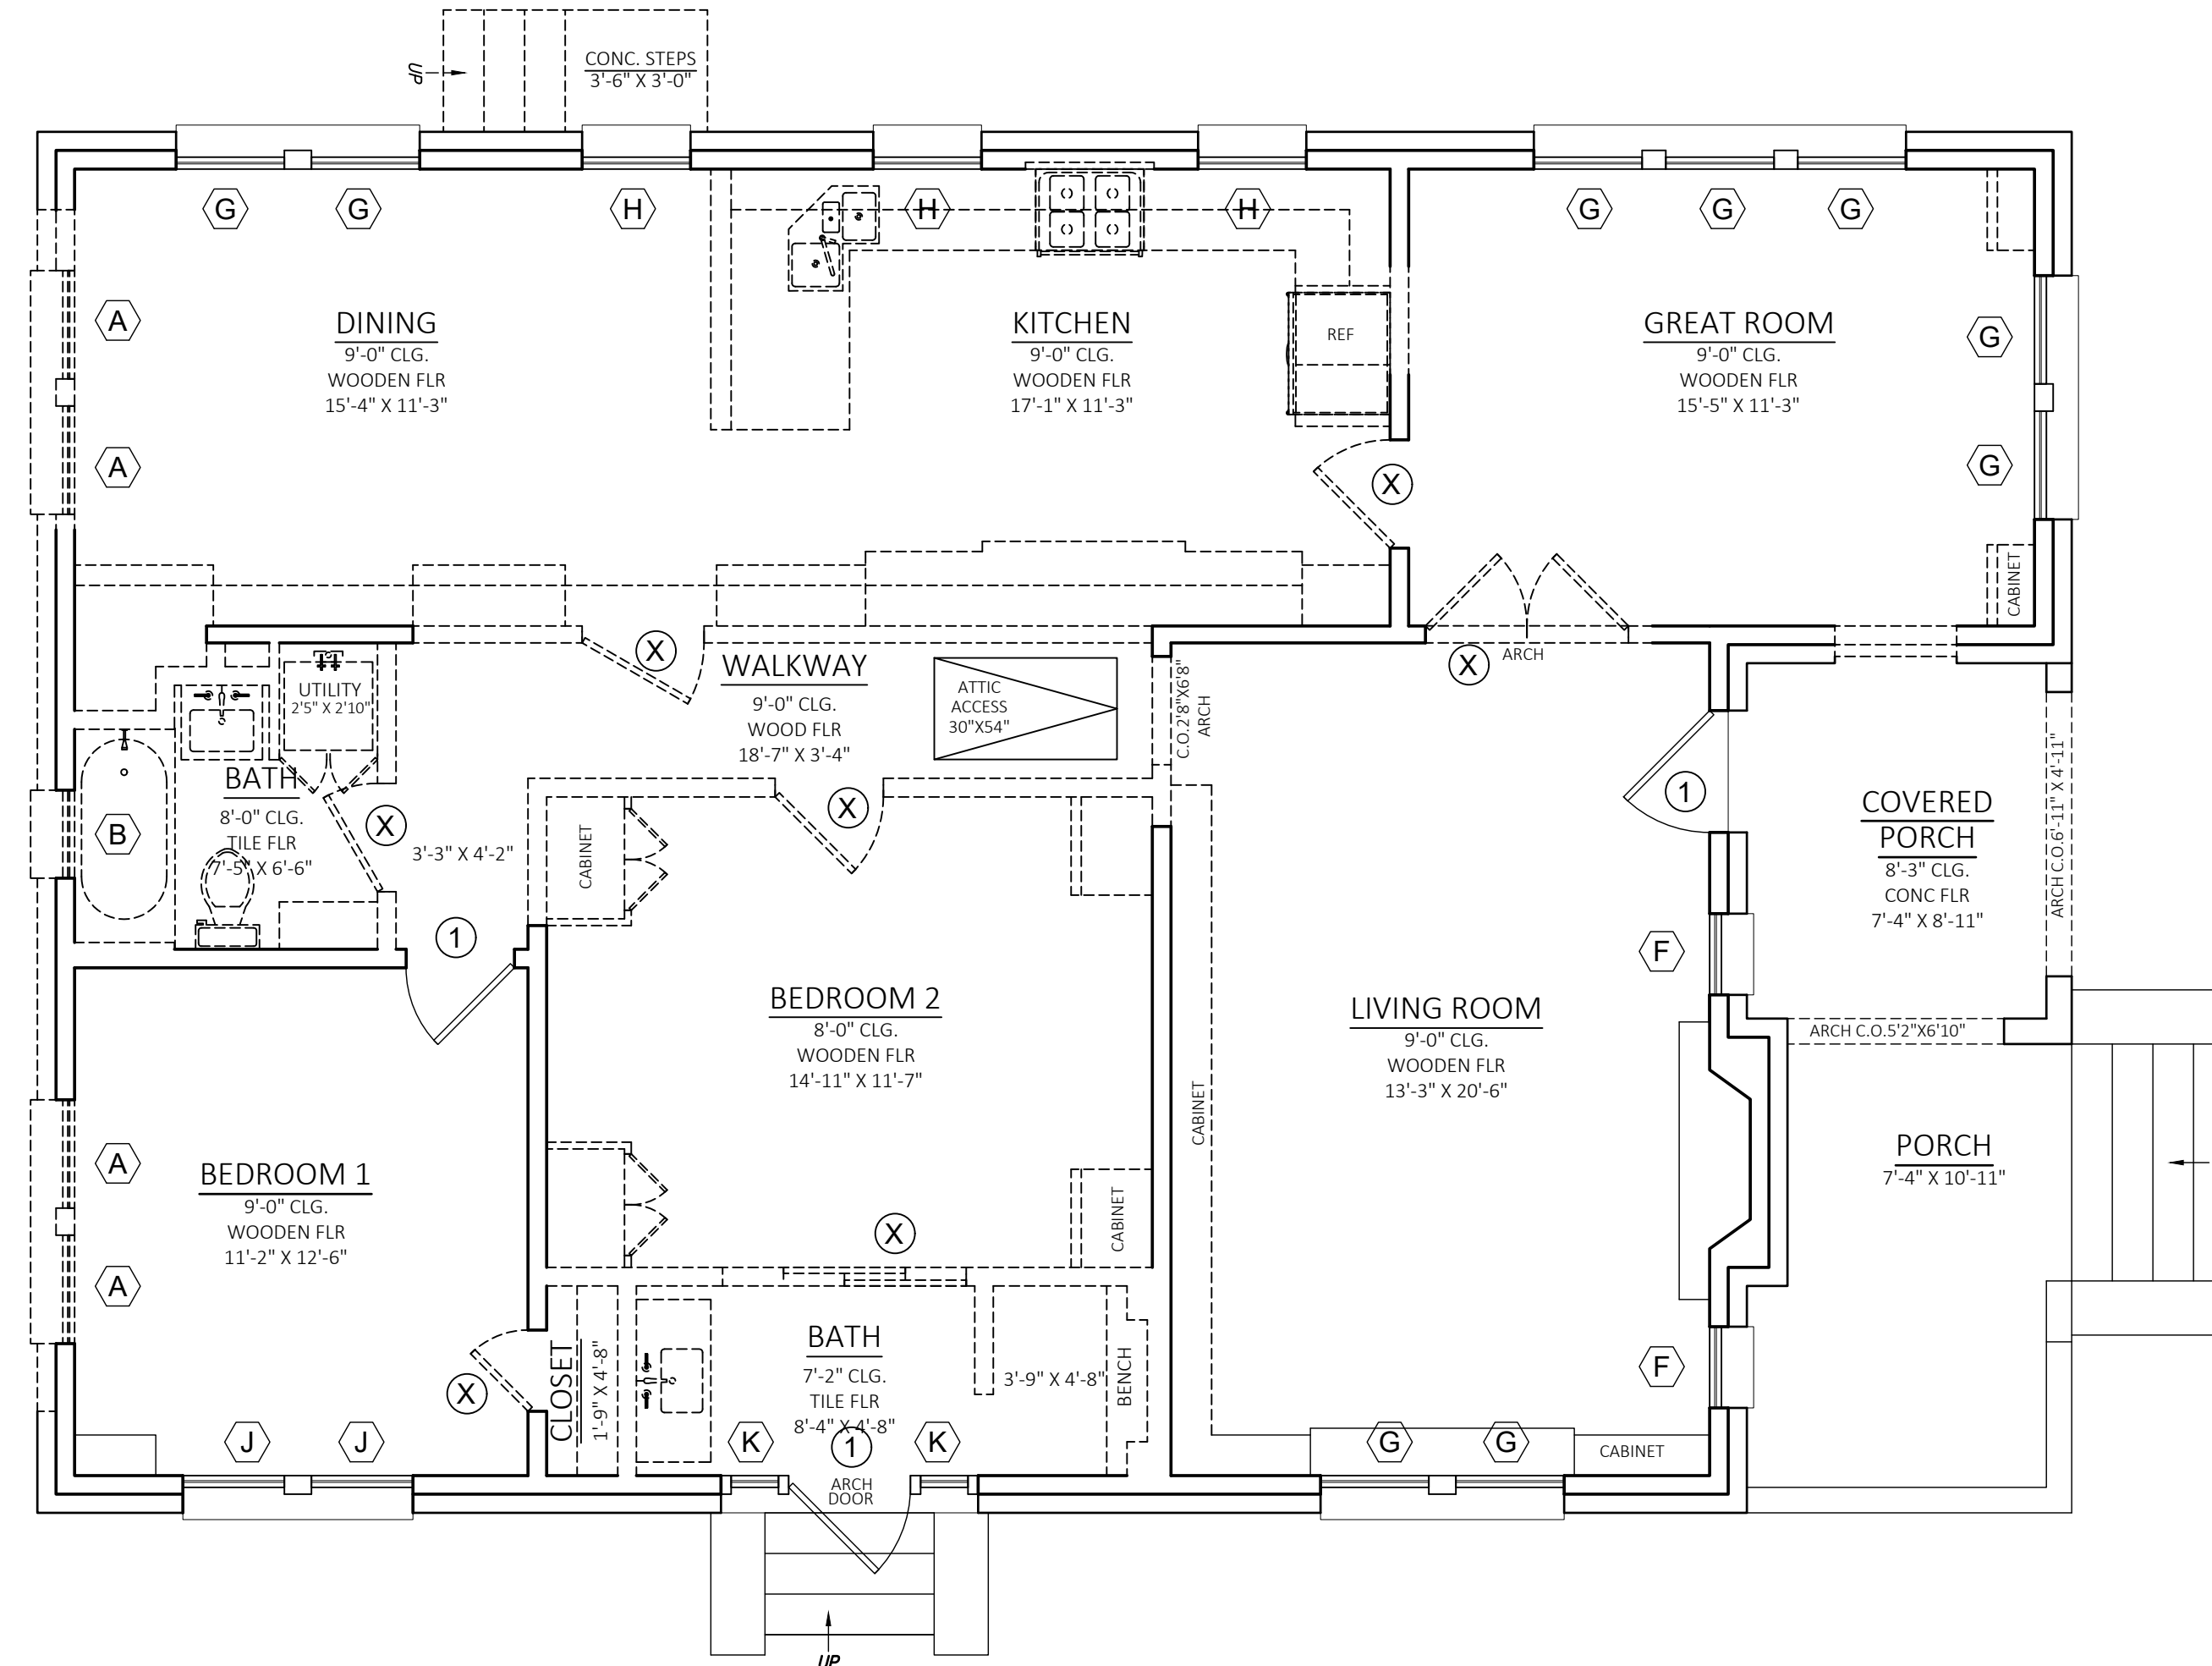 CONC. STEPS
3'-6" X 3'-0"
UP
G
G
H
H
H
G
G
G
A
A
DINING
9'-0" CLG.
WOODEN FLR
15'-4" X 11'-3"
KITCHEN
9'-0" CLG.
WOODEN FLR
17'-1" X 11'-3"
REF
GREAT ROOM
9'-0" CLG.
WOODEN FLR
15'-5" X 11'-3"
G
G
X
CABINET
X
ARCH
X
WALKWAY
9'-0" CLG.
WOOD FLR
18'-7" X 3'-4"
ATTIC
ACCESS
30"X54"
C.O.2'8"X6'8"
ARCH
UTILITY
2'5" X 2'10"
BATH
8'-0" CLG.
TILE FLR
7'-5" X 6'-6"
B
X
3'-3" X 4'-2"
1
CABINET
X
1
COVERED
PORCH
8'-3" CLG.
CONC FLR
7'-4" X 8'-11"
ARCH C.O.6'-11" X 4'-11"
F
BEDROOM 2
8'-0" CLG.
WOODEN FLR
14'-11" X 11'-7"
LIVING ROOM
9'-0" CLG.
WOODEN FLR
13'-3" X 20'-6"
ARCH C.O.5'2"X6'10"
CABINET
PORCH
7'-4" X 10'-11"
A
A
BEDROOM 1
9'-0" CLG.
WOODEN FLR
11'-2" X 12'-6"
X
CABINET
X
CLOSET
1'-9" X 4'-8"
BATH
7'-2" CLG.
TILE FLR
8'-4" X 4'-8"
3'-9" X 4'-8"
BENCH
F
J
J
K
1
K
ARCH
DOOR
G
G
CABINET
UP